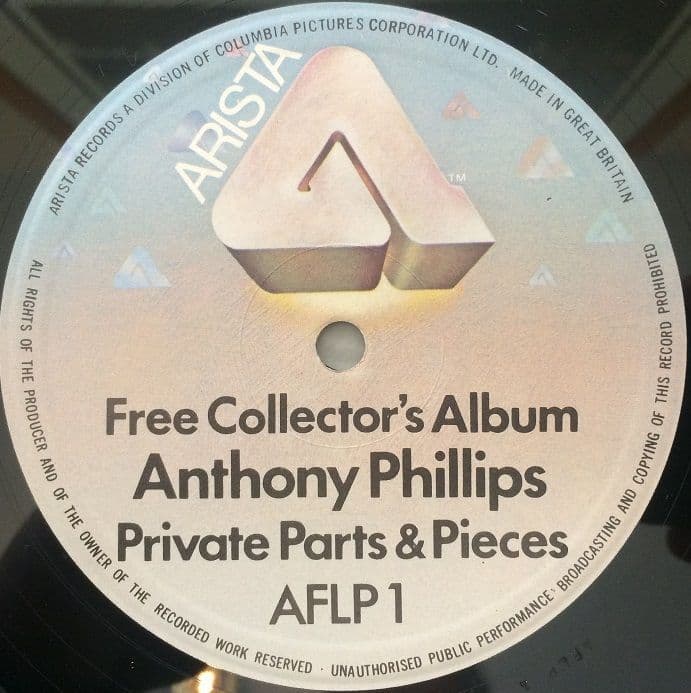 ARISTA RECORDS A DIVISION OF COLUMBIA PICTURES CORPORATION LTD. MADE IN GREAT BRITAIN
ARISTA
TM
Free Collector's Album
Anthony Phillips
Private Parts & Pieces
AFLP 1
ALL RIGHTS OF THE PRODUCER AND OF THE OWNER OF THE RECORDED WORK RESERVED · UNAUTHORISED PUBLIC PERFORMANCE· BROADCASTING AND COPYING OF THIS RECORD PROHIBITED